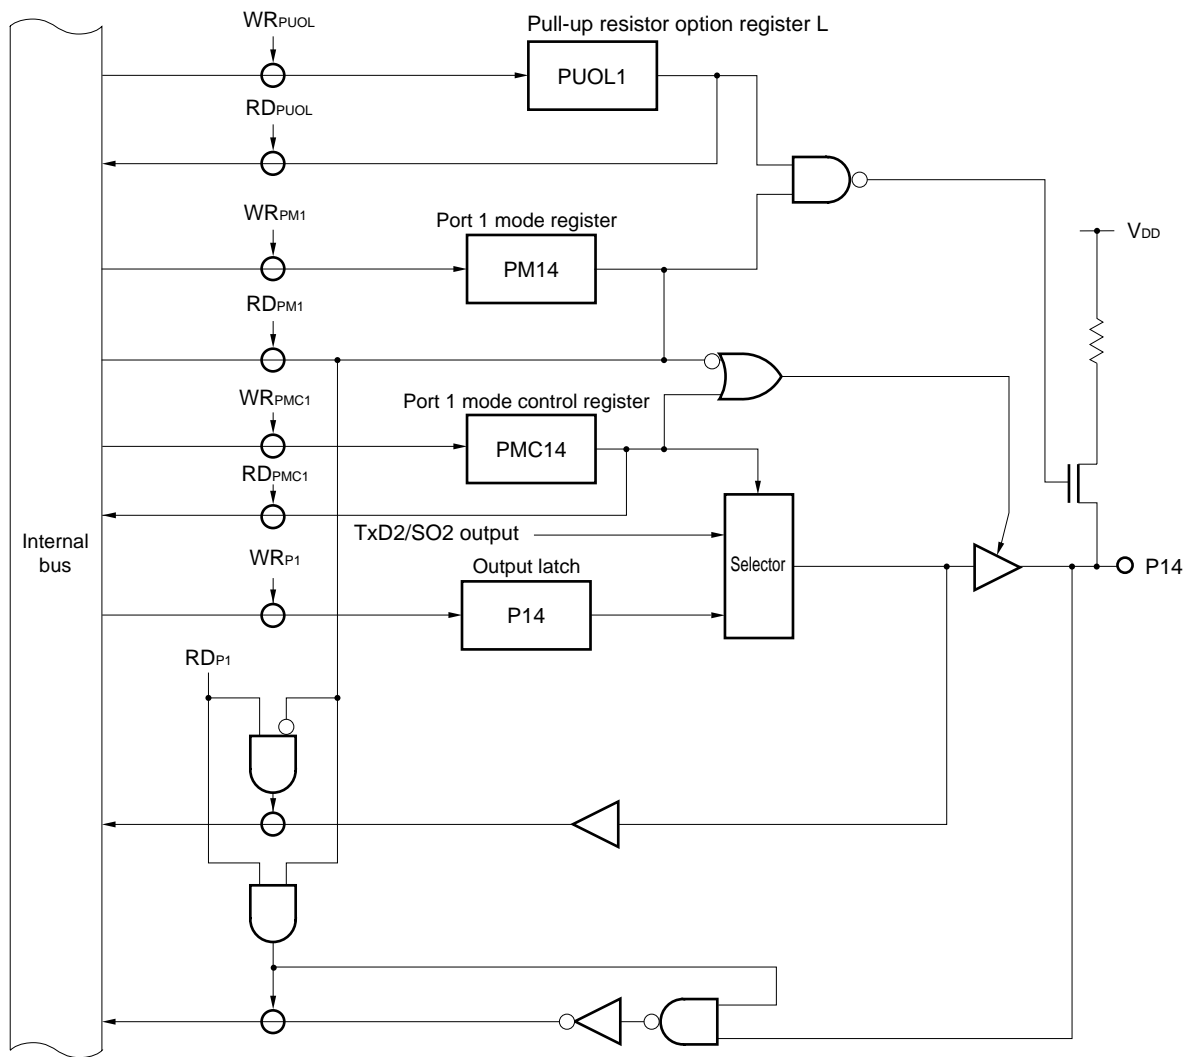 WRPUOL
Pull-up resistor option register L
PUOL1
RDPUOL
WRPM1
Port 1 mode register
PM14
VDD
RDPM1
WRPMC1
Port 1 mode control register
PMC14
RDPMC1
TxD2/SO2 output
Internal
bus
WRP1
Output latch
Selector
P14
P14
RDP1